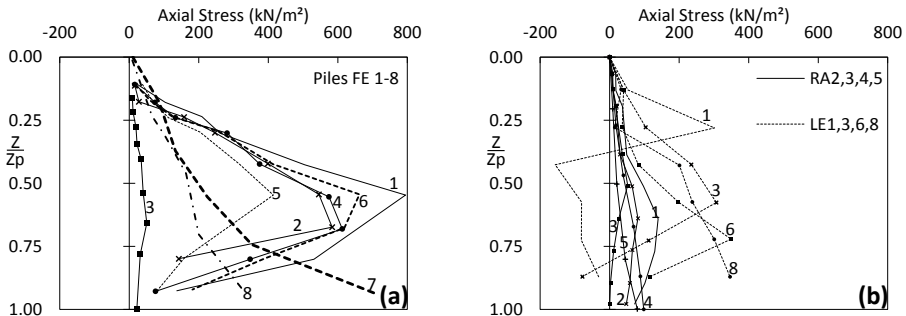 Axial Stress (kN/m²)
-200 0 200 400 600 800
0.00
0.25
0.50
0.75
1.00
Z
Zp
Piles FE 1-8
1
2
3
4
5
6
7
8
(a)
Axial Stress (kN/m²)
-200 0 200 400 600 800
0.00
0.25
0.50
0.75
1.00
Z
Zp
RA2,3,4,5
LE1,3,6,8
1
3
1
3
6
5
8
2
4
(b)